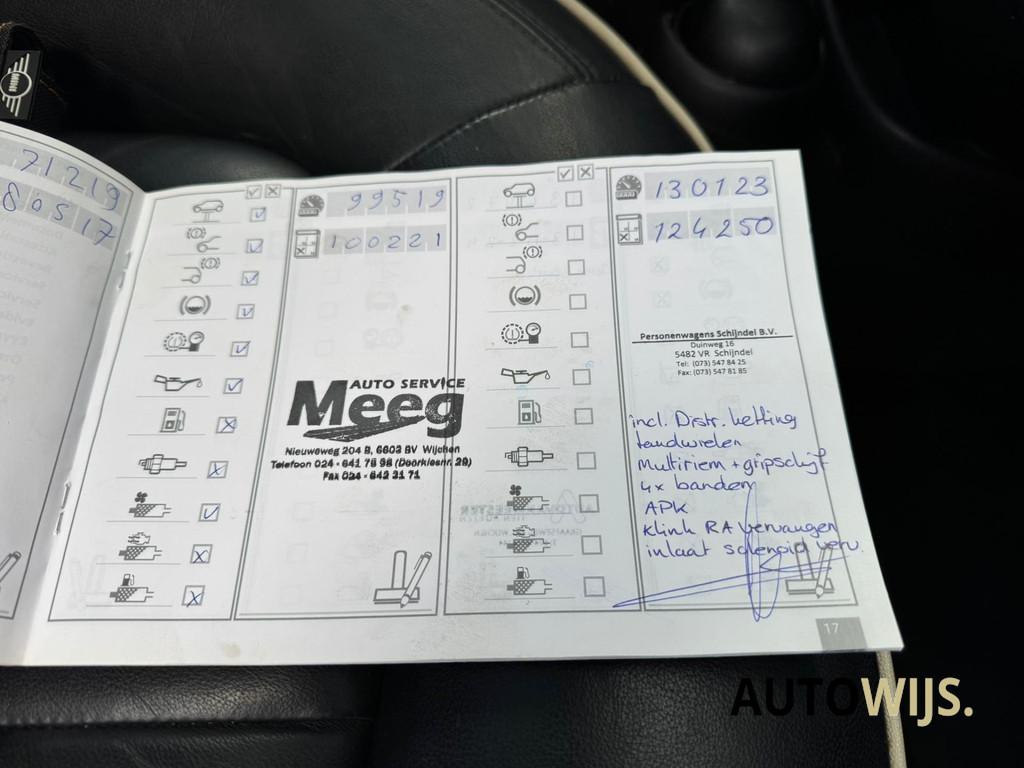 MINI
71219
80517
99519
100221
AUTO SERVICE
Meeg
Nieuweweg 204 B, 6603 BV Wijchen
Telefoon 024 - 641 76 98 (Doorkiesnr. 29)
Fax 024 - 642 31 71
130123
124250
Personenwagens Schijndel B.V.
Duinweg 16
5482 VR Schijndel
Tel: (073) 547 84 25
Fax: (073) 547 81 85
incl. Distr. ketting
tandwielen
Multiriem + gripschijf
4x banden
APK
Klink RA vervangen
inlaat solenoid verv.
17
AUTOWIJS.